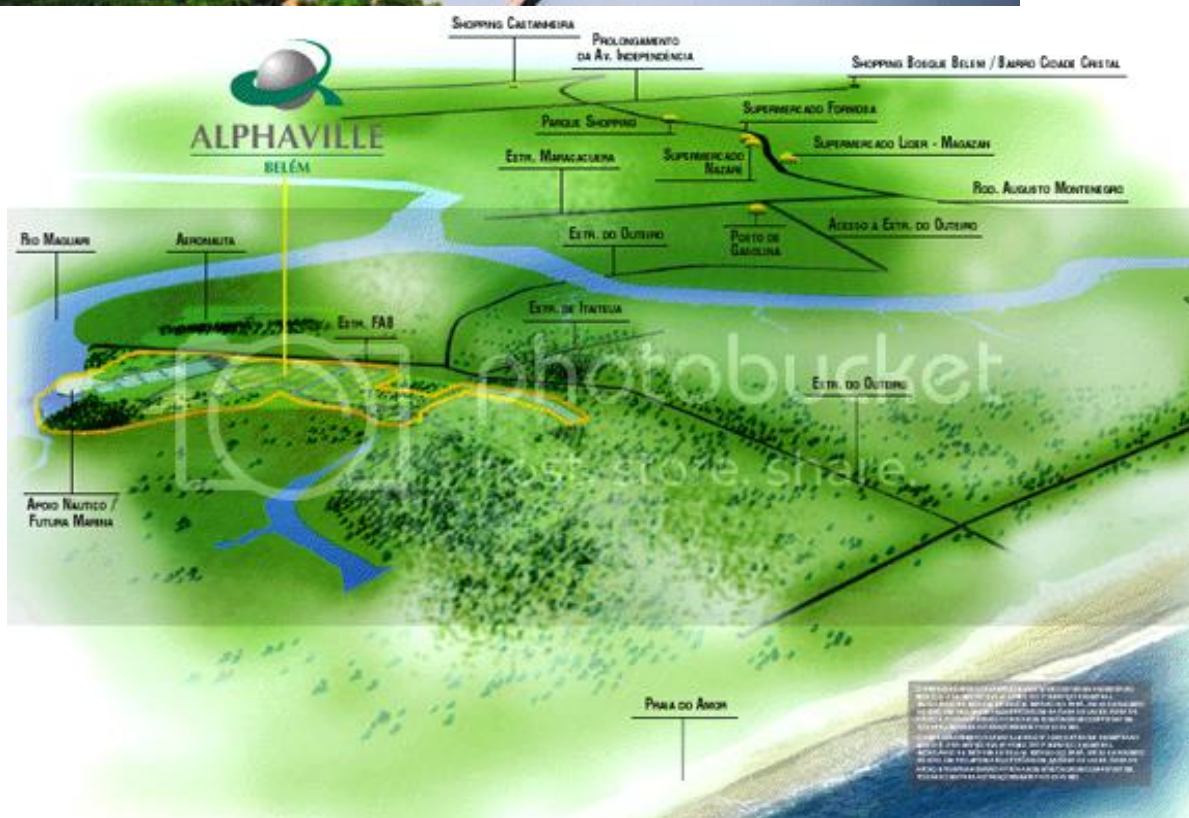 Shopping Castanheira
Prolongamento
da Av. Independência
Shopping Bosque Belém / Bairro Cidade Cristal
ALPHAVILLE
BELÉM
Parque Shopping
Supermercado Formosa
Estr. Maracacuera
Supermercado
Nazaré
Supermercado Líder - Magazan
Rod. Augusto Montenegro
Rio Maguari
Aeronauta
Estr. do Outeiro
Posto de
Gasolina
Acesso à Estr. do Outeiro
Estr. FAB
Estr. de Itaiteua
photobucket
Estr. do Outeiro
host. store. share.
Apoio Náutico /
Futura Marina
Praia do Amor